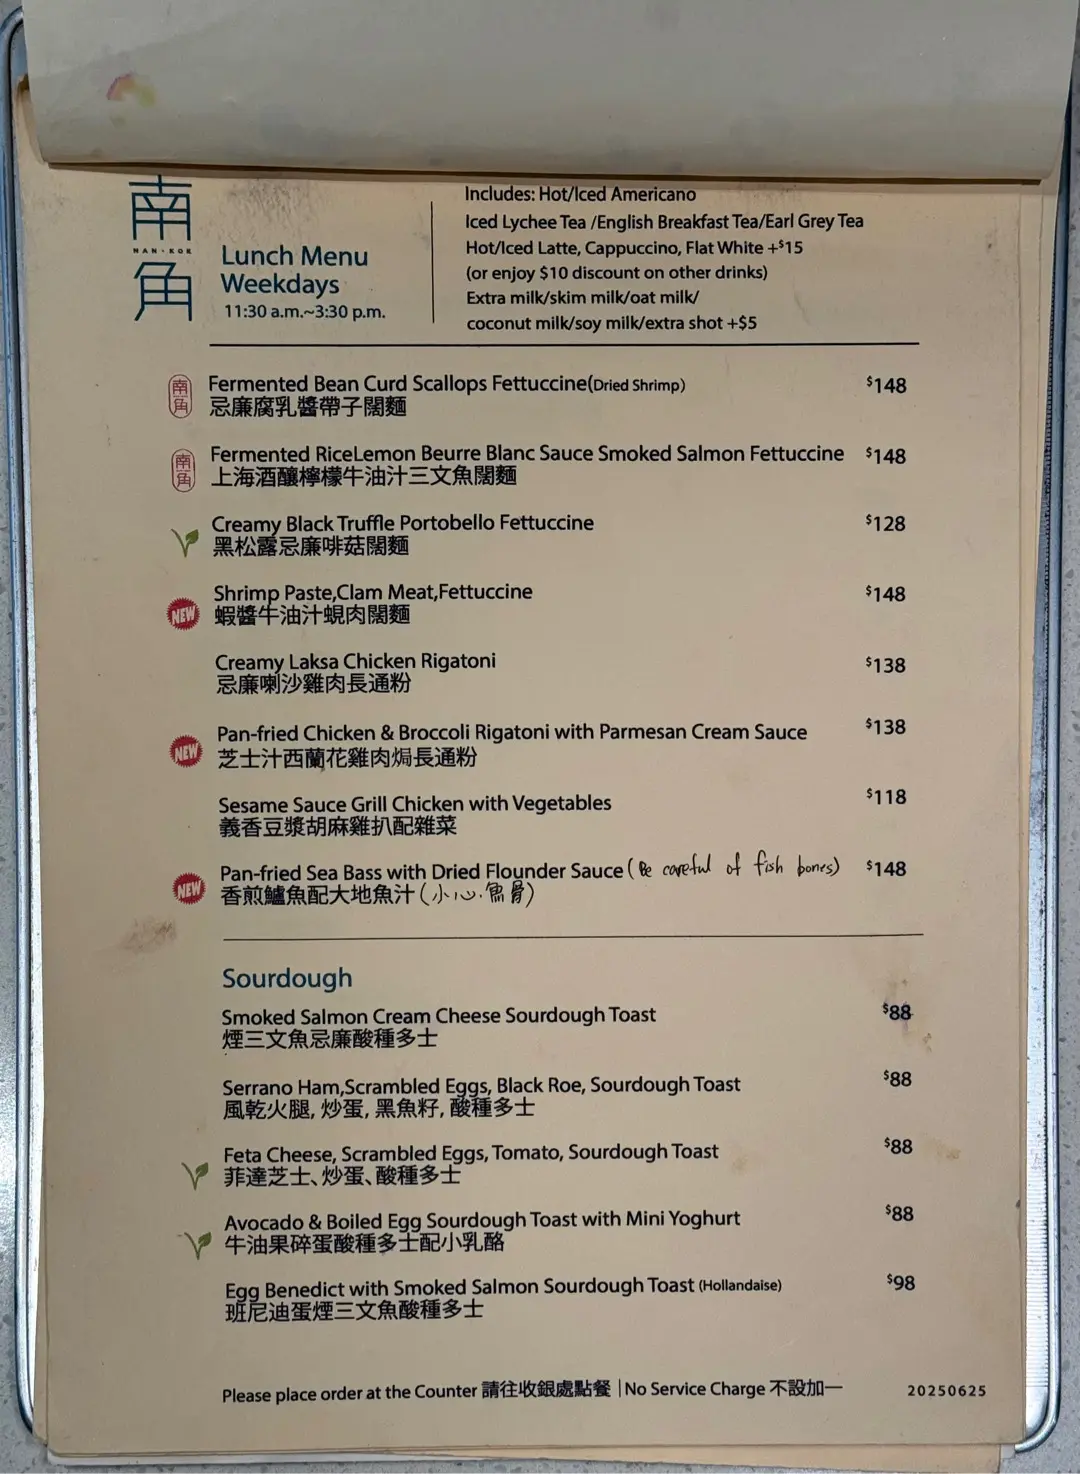 南
NAN·KOK
角
Lunch Menu
Weekdays
11:30 a.m.~3:30 p.m.
Includes: Hot/Iced Americano
Iced Lychee Tea /English Breakfast Tea/Earl Grey Tea
Hot/Iced Latte, Cappuccino, Flat White +$15
(or enjoy $10 discount on other drinks)
Extra milk/skim milk/oat milk/
coconut milk/soy milk/extra shot +$5
南角
Fermented Bean Curd Scallops Fettuccine(Dried Shrimp) $148
忌廉腐乳醬帶子闊麵
南角
Fermented RiceLemon Beurre Blanc Sauce Smoked Salmon Fettuccine $148
上海酒釀檸檬牛油汁三文魚闊麵
Creamy Black Truffle Portobello Fettuccine $128
黑松露忌廉啡菇闊麵
Shrimp Paste,Clam Meat,Fettuccine $148
NEW
蝦醬牛油汁蜆肉闊麵
Creamy Laksa Chicken Rigatoni $138
忌廉喇沙雞肉長通粉
Pan-fried Chicken & Broccoli Rigatoni with Parmesan Cream Sauce $138
NEW
芝士汁西蘭花雞肉焗長通粉
Sesame Sauce Grill Chicken with Vegetables $118
義香豆漿胡麻雞扒配雜菜
Pan-fried Sea Bass with Dried Flounder Sauce (Be careful of fish bones) $148
NEW
香煎鱸魚配大地魚汁 (小心.魚骨)
Sourdough
Smoked Salmon Cream Cheese Sourdough Toast $88
煙三文魚忌廉酸種多士
Serrano Ham,Scrambled Eggs, Black Roe, Sourdough Toast $88
風乾火腿, 炒蛋, 黑魚籽, 酸種多士
Feta Cheese, Scrambled Eggs, Tomato, Sourdough Toast $88
菲達芝士、炒蛋、酸種多士
Avocado & Boiled Egg Sourdough Toast with Mini Yoghurt $88
牛油果碎蛋酸種多士配小乳酪
Egg Benedict with Smoked Salmon Sourdough Toast (Hollandaise) $98
班尼迪蛋煙三文魚酸種多士
Please place order at the Counter 請往收銀處點餐 | No Service Charge 不設加一 20250625